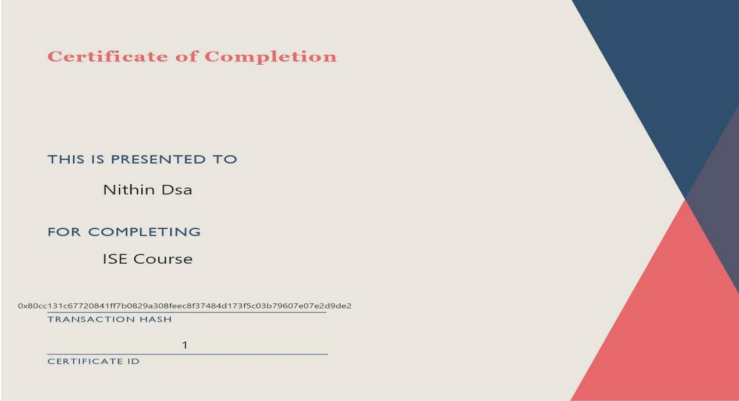 Certificate of Completion
THIS IS PRESENTED TO
Nithin Dsa
FOR COMPLETING
ISE Course
0x80cc131c67720841ff7b0829a308feec8f37484d173f5c03b79607e07e2d9de2
TRANSACTION HASH
1
CERTIFICATE ID